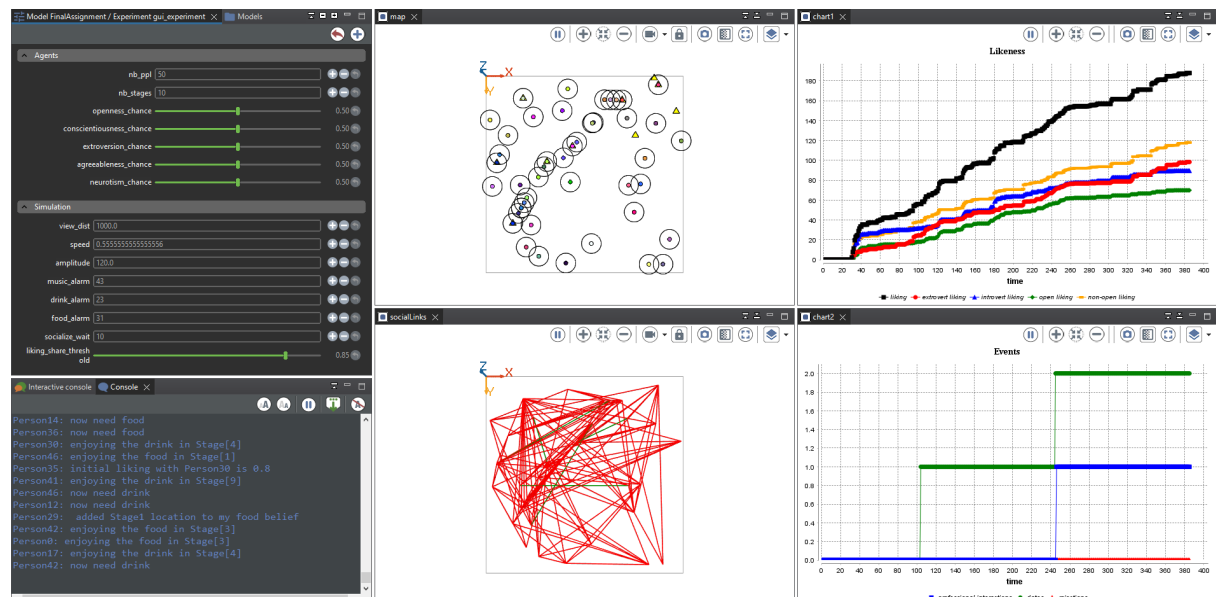 Model FinalAssignment / Experiment gui_experiment
Models
Agents
nb_ppl 50
nb_stages 10
openness_chance 0.50
conscientiousness_chance 0.50
extroversion_chance 0.50
agreeableness_chance 0.50
neurotism_chance 0.50
Simulation
view_dist 1000.0
speed 0.5555555555555556
amplitude 120.0
music_alarm 43
drink_alarm 23
food_alarm 31
socialize_wait 10
liking_share_thresh
old 0.85
Interactive console Console
Person14: now need food
Person36: now need food
Person30: enjoying the drink in Stage[4]
Person46: enjoying the food in Stage[1]
Person35: initial liking with Person30 is 0.8
Person41: enjoying the drink in Stage[9]
Person46: now need drink
Person12: now need drink
Person29: added Stage1 location to my food belief
Person42: enjoying the food in Stage[3]
Person0: enjoying the food in Stage[3]
Person17: enjoying the drink in Stage[4]
Person42: now need drink
map
Z
X
Y
socialLinks
Z
X
Y
chart1
Likeness
180
160
140
120
100
80
60
40
20
0
0 20 40 60 80 100 120 140 160 180 200 220 240 260 280 300 320 340 360 380 400
time
liking extrovert liking introvert liking open liking non-open liking
chart2
Events
2.0
1.8
1.6
1.4
1.2
1.0
0.8
0.6
0.4
0.2
0.0
0 20 40 60 80 100 120 140 160 180 200 220 240 260 280 300 320 340 360 380 400
time